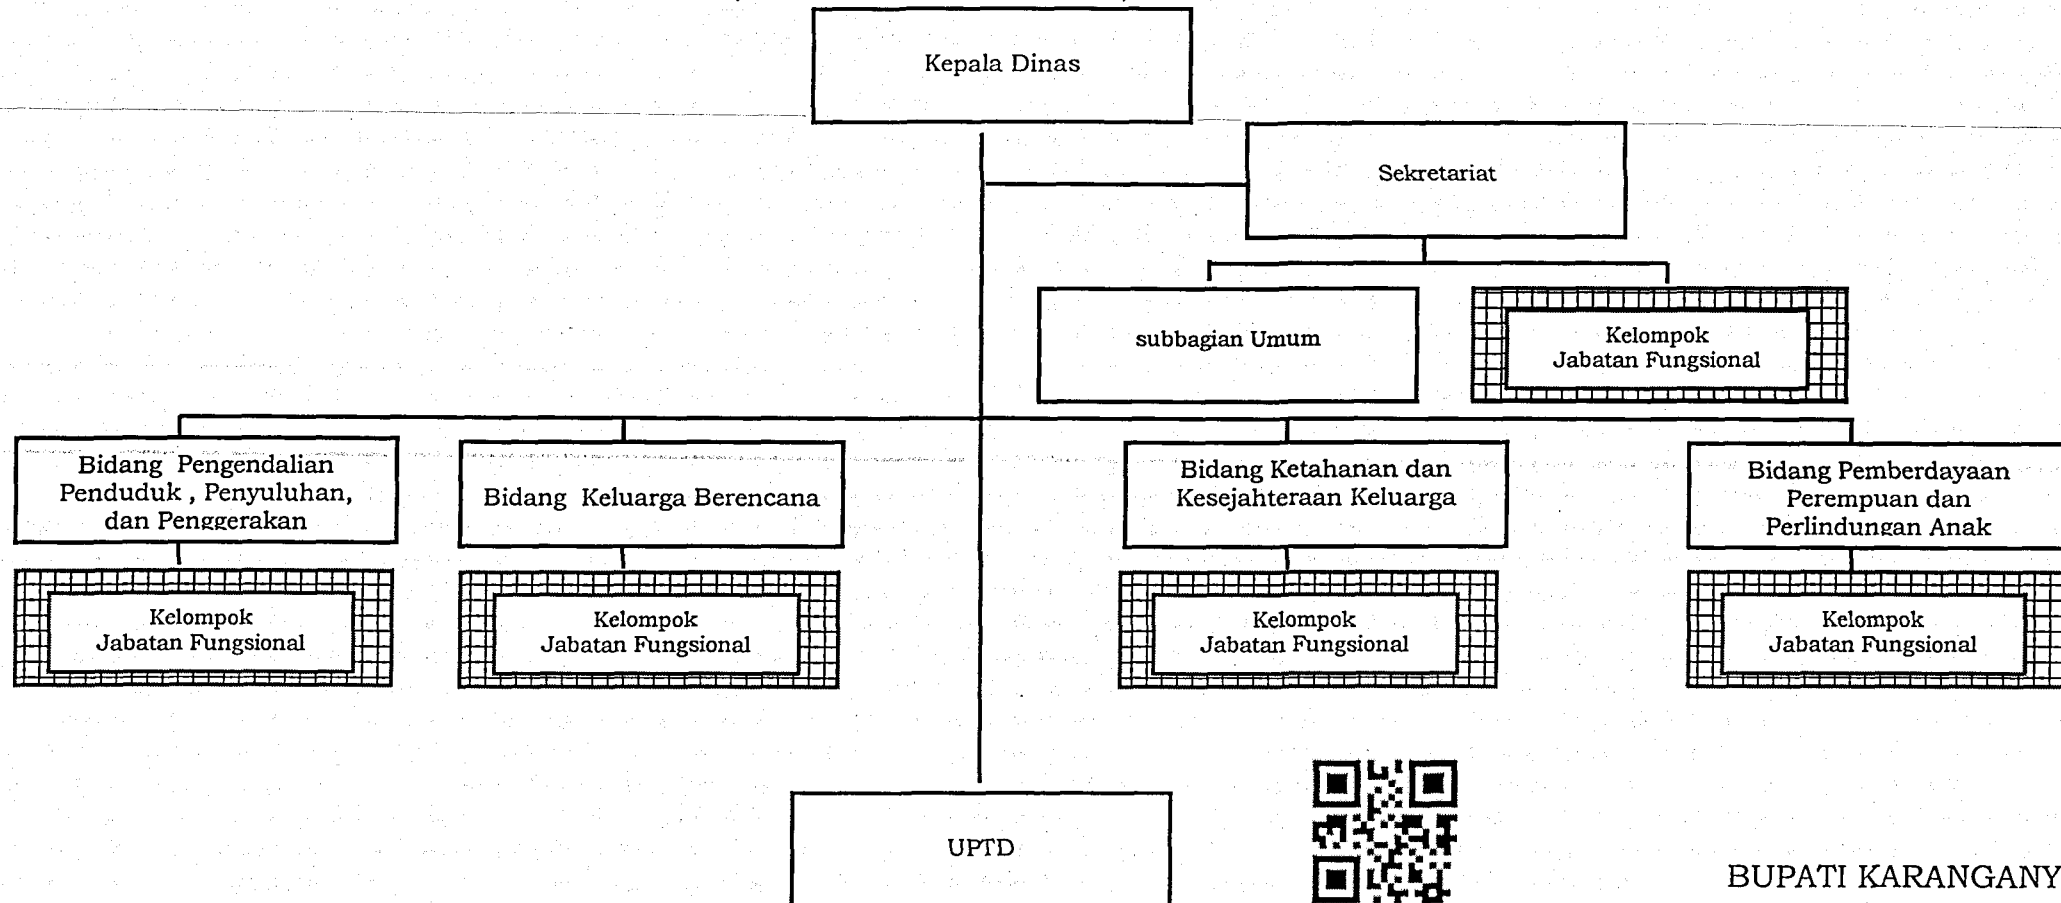 Kepala Dinas
Sekretariat
subbagian Umum
Kelompok
Jabatan Fungsional
Bidang Pengendalian
Penduduk , Penyuluhan,
dan Penggerakan
Bidang Keluarga Berencana
Bidang Ketahanan dan
Kesejahteraan Keluarga
Bidang Pemberdayaan
Perempuan dan
Perlindungan Anak
Kelompok
Jabatan Fungsional
Kelompok
Jabatan Fungsional
Kelompok
Jabatan Fungsional
Kelompok
Jabatan Fungsional
UPTD
BUPATI KARANGANY